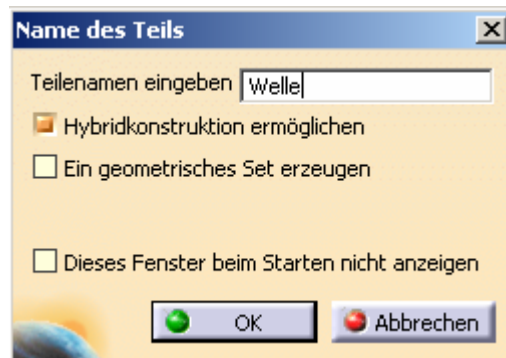 Name des Teils
Teilenamen eingeben Welle
Hybridkonstruktion ermöglichen
Ein geometrisches Set erzeugen
Dieses Fenster beim Starten nicht anzeigen
OK Abbrechen